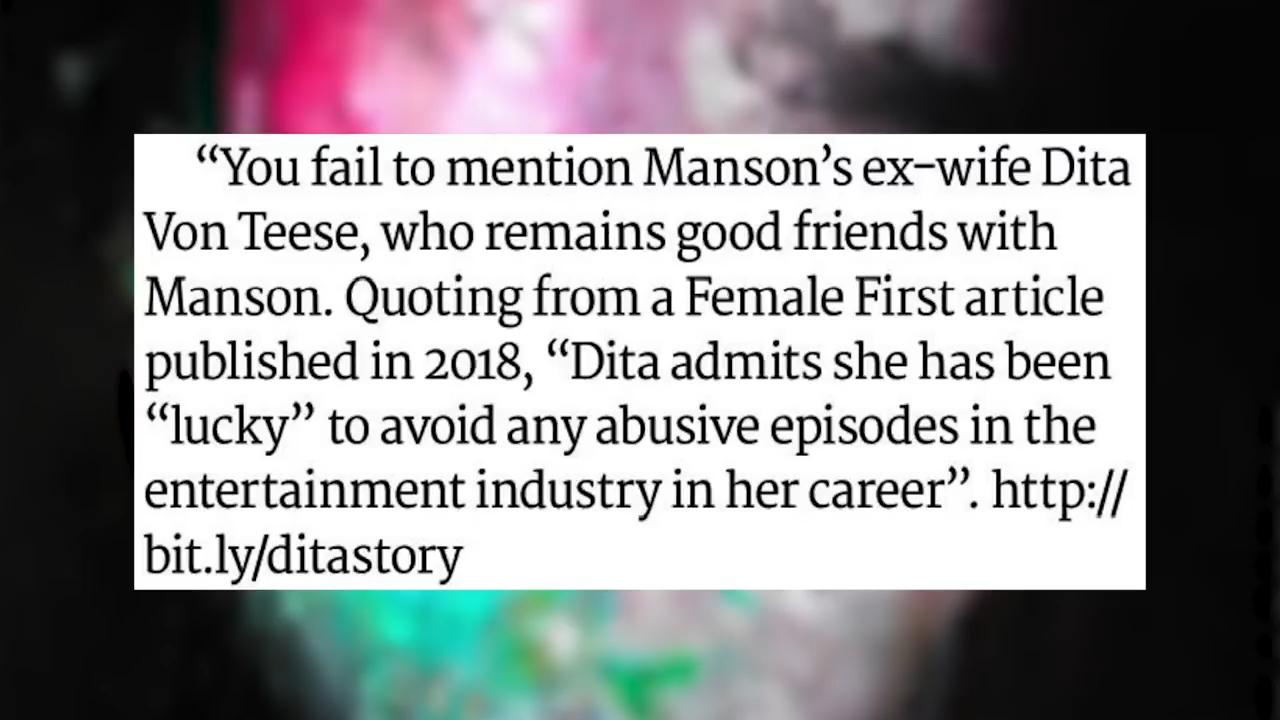 “You fail to mention Manson’s ex-wife Dita
Von Teese, who remains good friends with
Manson. Quoting from a Female First article
published in 2018, “Dita admits she has been
“lucky” to avoid any abusive episodes in the
entertainment industry in her career”. http://
bit.ly/ditastory